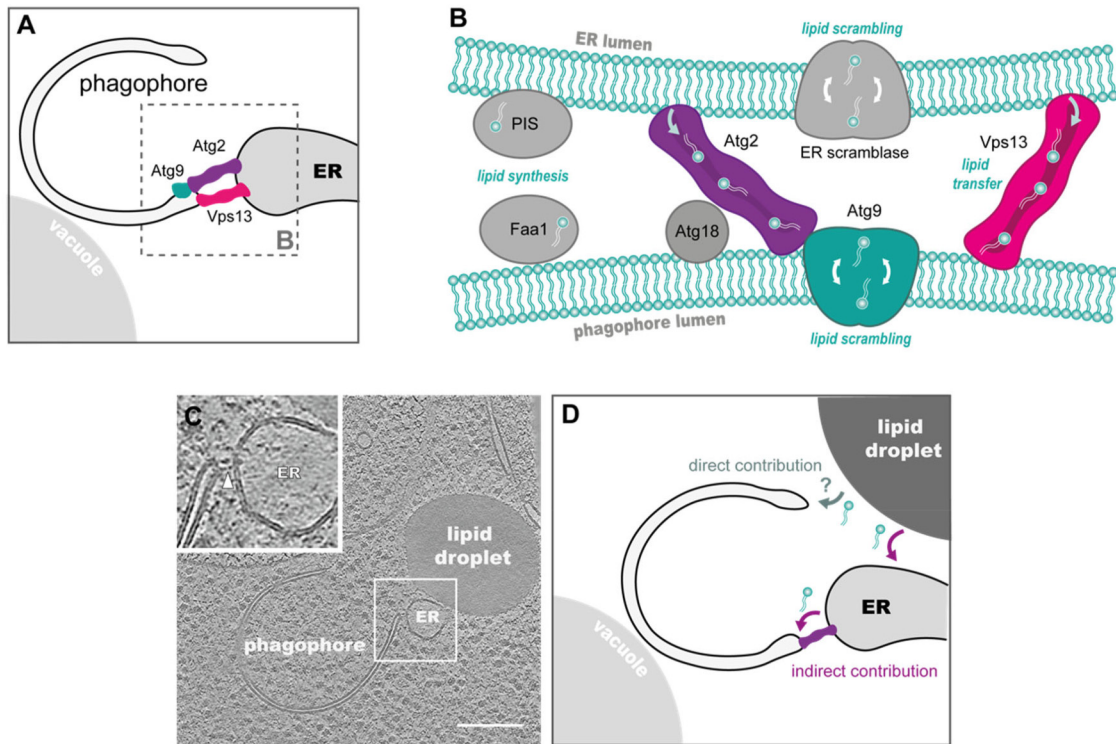 A
phagophore
Atg2
Atg9
ER
Vps13
B
vacuole
B
ER lumen
lipid scrambling
PIS
Atg2
ER scramblase
Vps13
lipid synthesis
lipid
transfer
Faa1
Atg18
Atg9
phagophore lumen
lipid scrambling
C
ER
lipid
droplet
ER
phagophore
D
lipid
droplet
direct contribution
?
ER
vacuole
indirect contribution